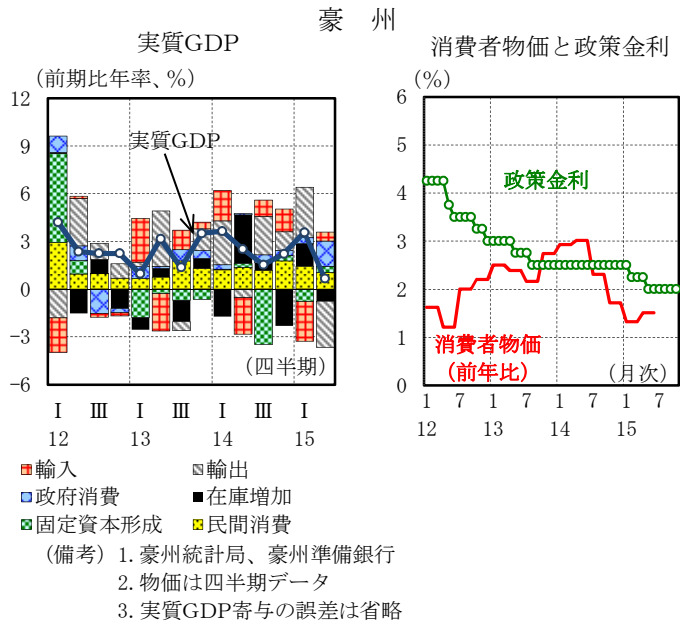 豪 州
実質GDP
(前期比年率、%)
12
9
6
3
0
−3
−6
実質GDP
(四半期)
Ⅰ Ⅲ Ⅰ Ⅲ Ⅰ Ⅲ Ⅰ
12 13 14 15
輸入 輸出
政府消費 在庫増加
固定資本形成 民間消費
消費者物価と政策金利
(%)
6
5
4
3
2
1
0
政策金利
消費者物価
(前年比)
(月次)
1 7 1 7 1 7 1 7
12 13 14 15
(備考) 1. 豪州統計局、豪州準備銀行
2. 物価は四半期データ
3. 実質GDP寄与の誤差は省略